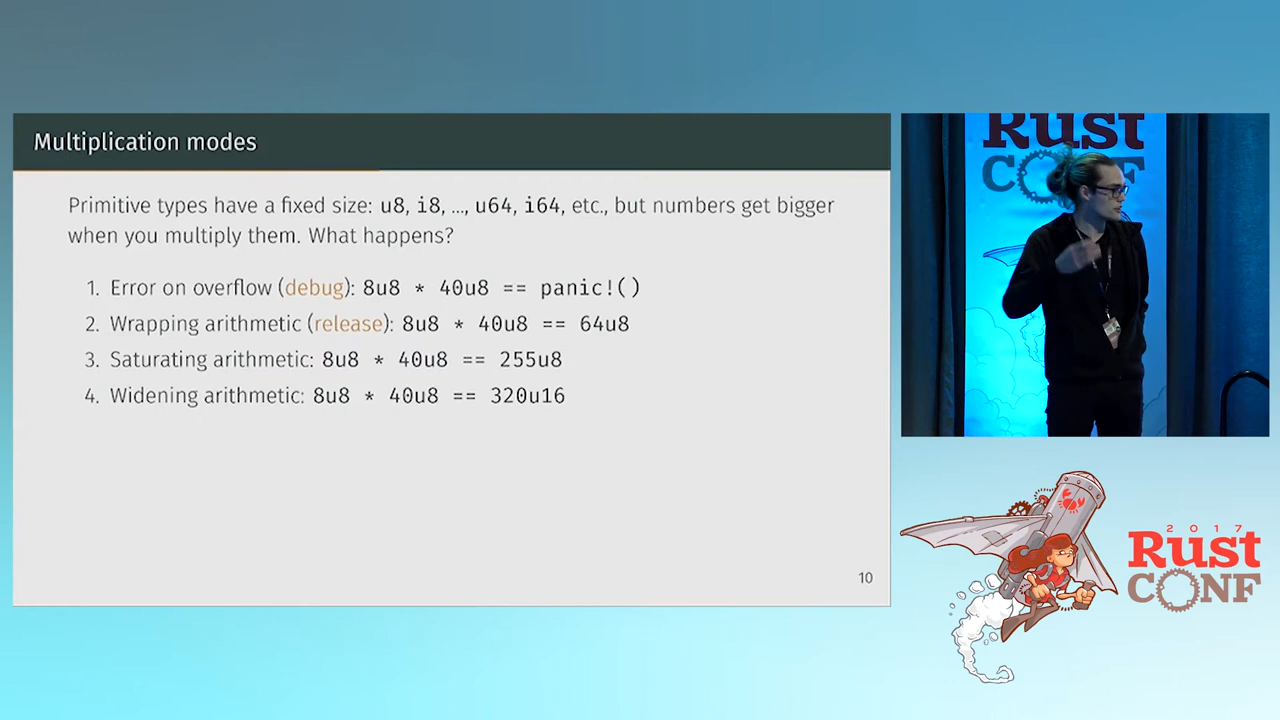 Multiplication modes
Primitive types have a fixed size: u8, i8, …, u64, i64, etc., but numbers get bigger
when you multiply them. What happens?
1. Error on overflow (debug): 8u8 * 40u8 == panic!()
2. Wrapping arithmetic (release): 8u8 * 40u8 == 64u8
3. Saturating arithmetic: 8u8 * 40u8 == 255u8
4. Widening arithmetic: 8u8 * 40u8 == 320u16
10
Rust
CONF
2017
Rust
CONF